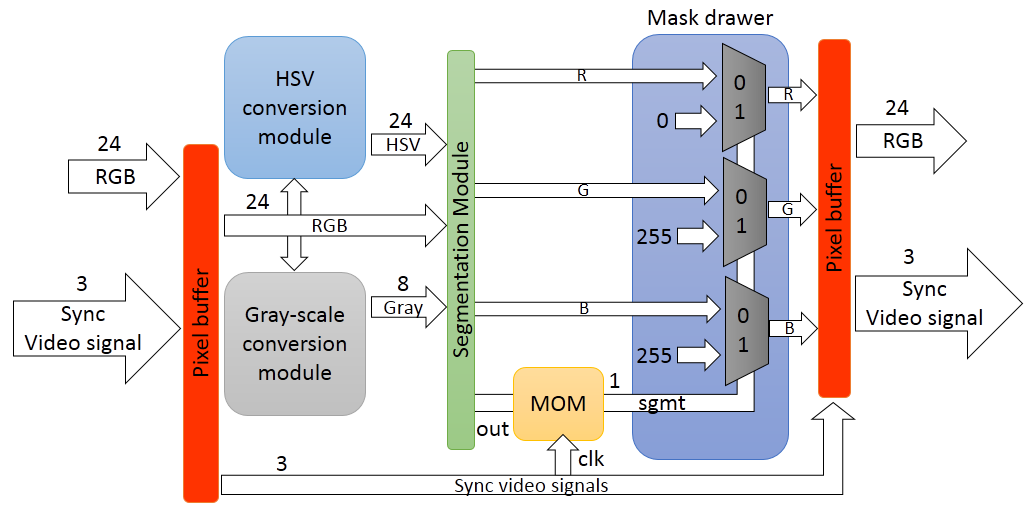 Mask drawer
HSV
conversion
module
24
RGB
24
HSV
24
RGB
Gray-scale
conversion
module
8
Gray
3
Sync
Video signal
Pixel buffer
Segmentation Module
R
0
0
1
R
G
255
0
1
G
B
255
0
1
B
MOM
1
sgmt
out
clk
3
Sync video signals
Pixel buffer
24
RGB
3
Sync
Video signal